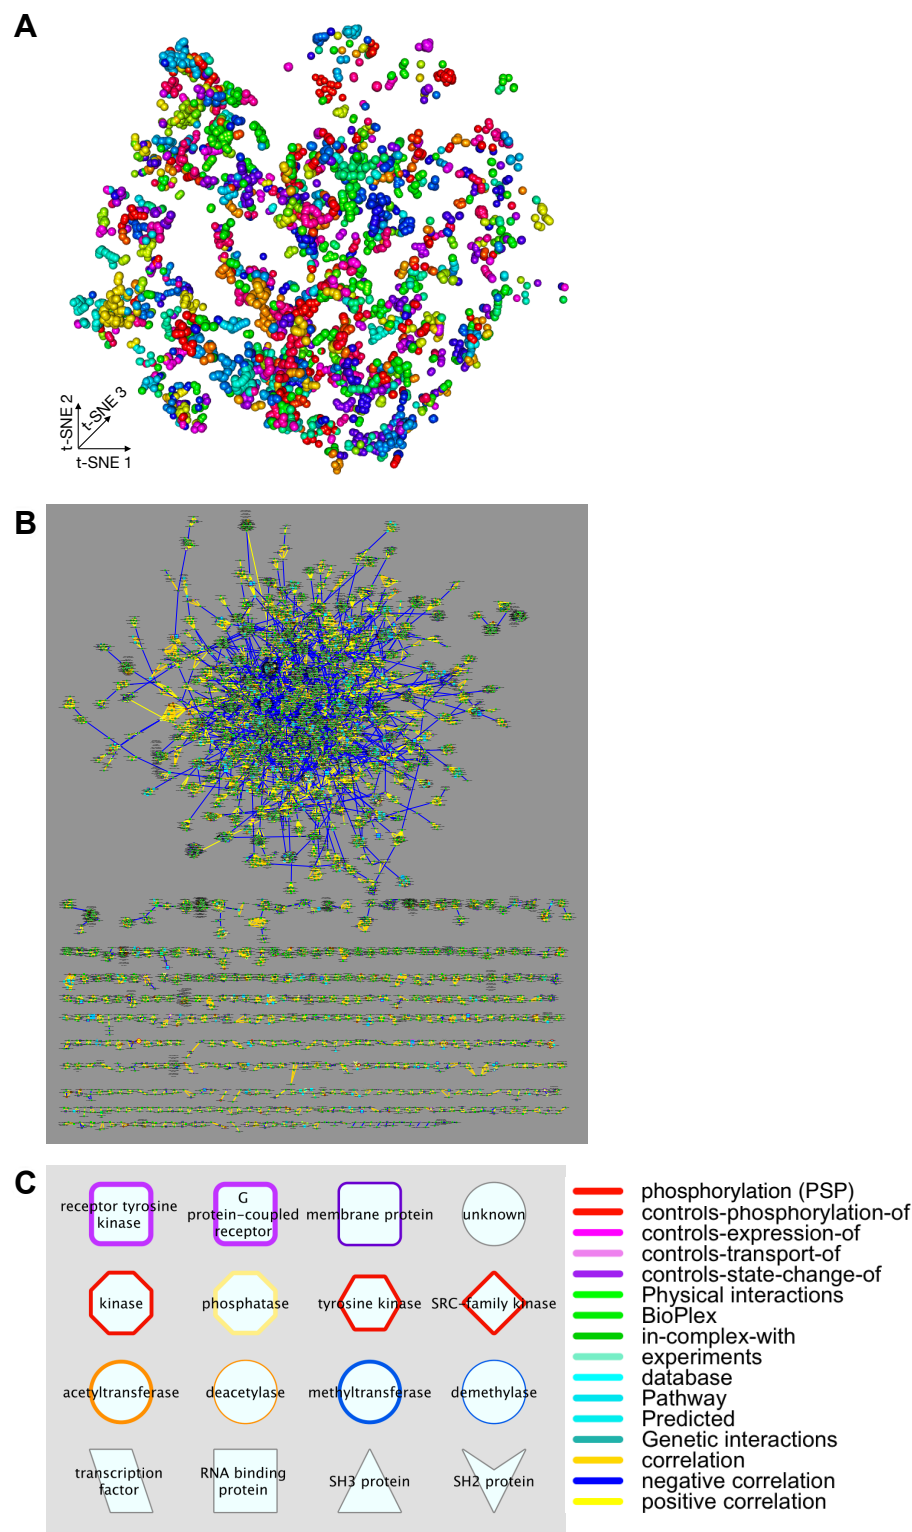 A
t-SNE 2
t-SNE 3
t-SNE 1
B
C
receptor tyrosine
kinase
G
protein-coupled
receptor
membrane protein
unknown
kinase
phosphatase
tyrosine kinase
SRC-family kinase
acetyltransferase
deacetylase
methyltransferase
demethylase
transcription
factor
RNA binding
protein
SH3 protein
SH2 protein
phosphorylation (PSP)
controls-phosphorylation-of
controls-expression-of
controls-transport-of
controls-state-change-of
Physical interactions
BioPlex
in-complex-with
experiments
database
Pathway
Predicted
Genetic interactions
correlation
negative correlation
positive correlation